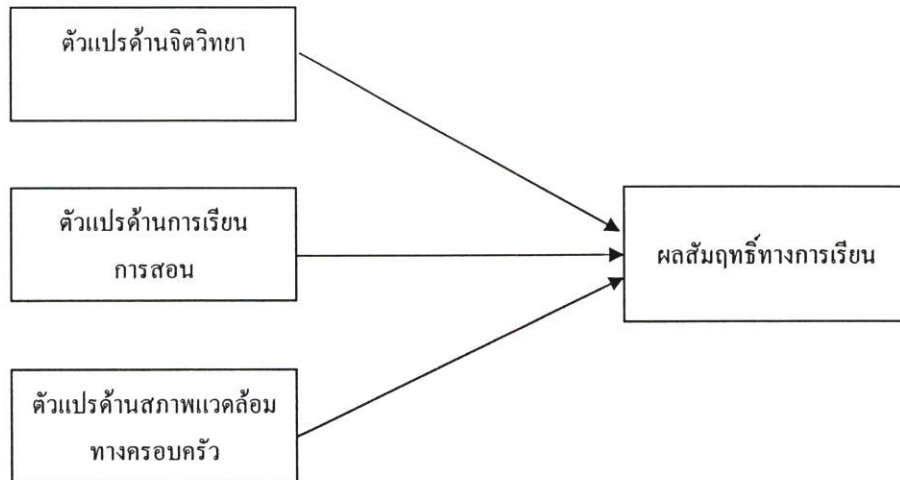 ตัวแปรด้านจิตวิทยา
ตัวแปรด้านการเรียน
การสอน
ผลสัมฤทธิ์ทางการเรียน
ตัวแปรด้านสภาพแวดล้อม
ทางครอบครัว